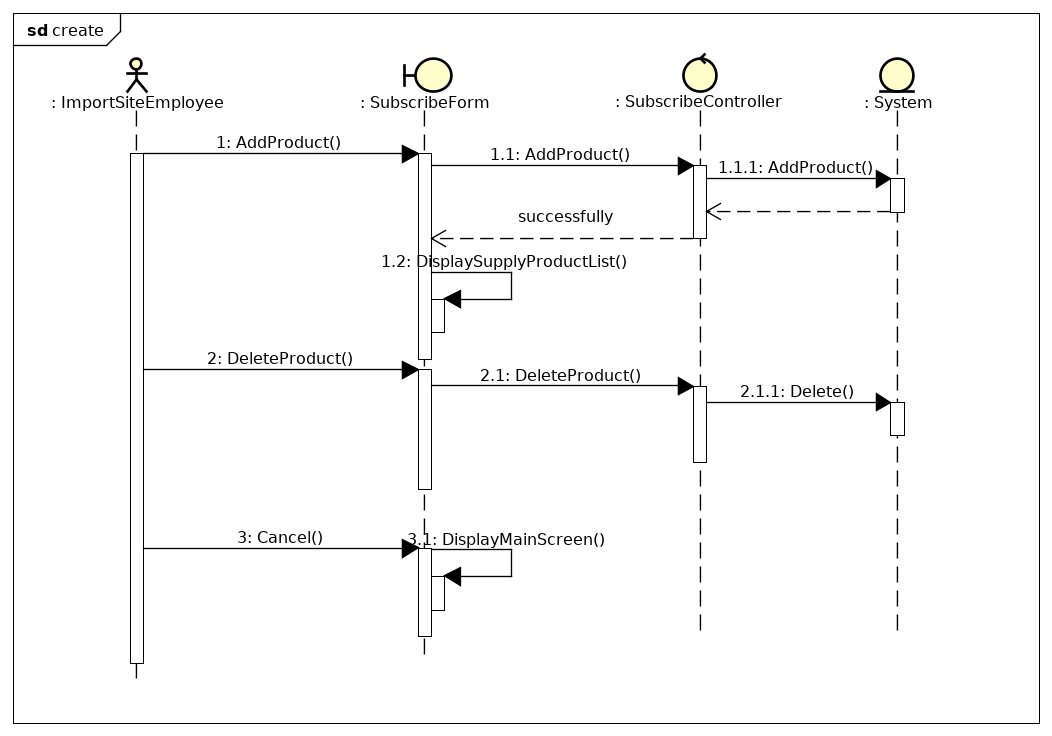 sd create
: ImportSiteEmployee
: SubscribeForm
: SubscribeController
: System
1: AddProduct()
1.1: AddProduct()
1.1.1: AddProduct()
successfully
1.2: DisplaySupplyProductList()
2: DeleteProduct()
2.1: DeleteProduct()
2.1.1: Delete()
3: Cancel()
3.1: DisplayMainScreen()